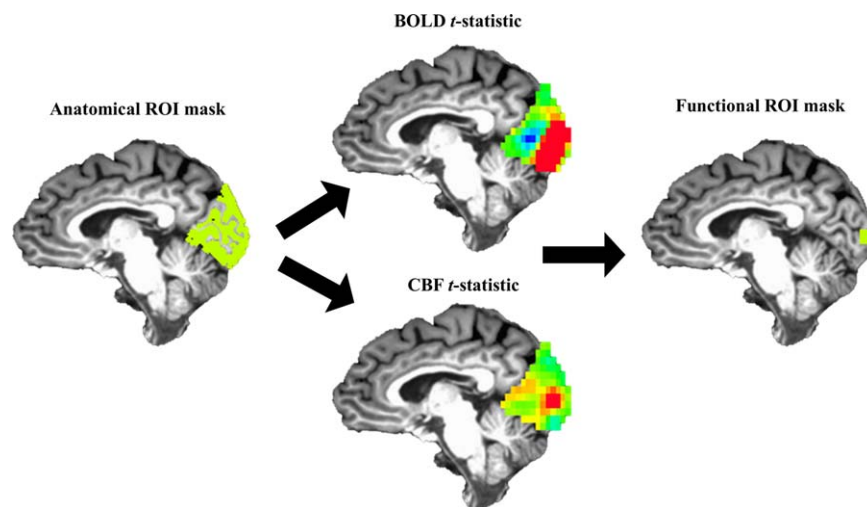 BOLD t-statistic
Anatomical ROI mask
Functional ROI mask
CBF t-statistic